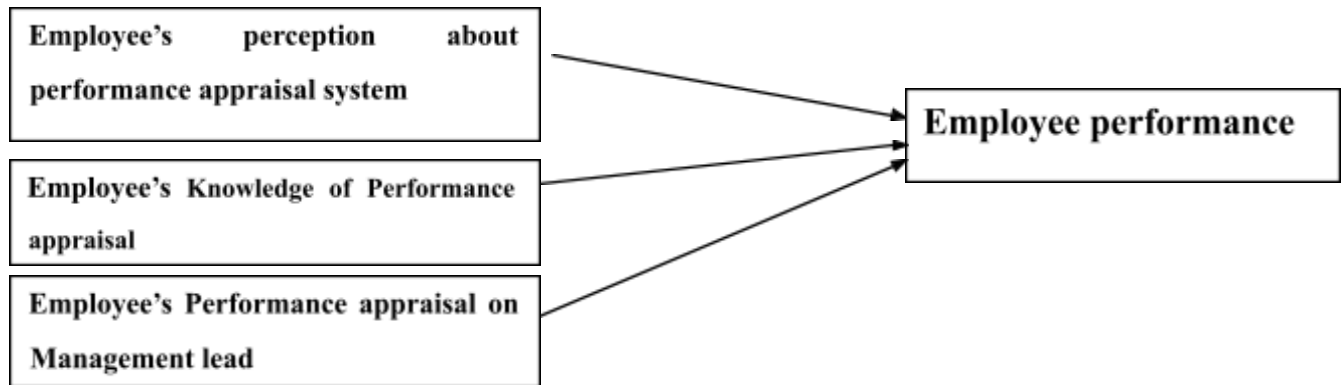 Employee’s perception about
performance appraisal system
Employee’s Knowledge of Performance
appraisal
Employee’s Performance appraisal on
Management lead
Employee performance